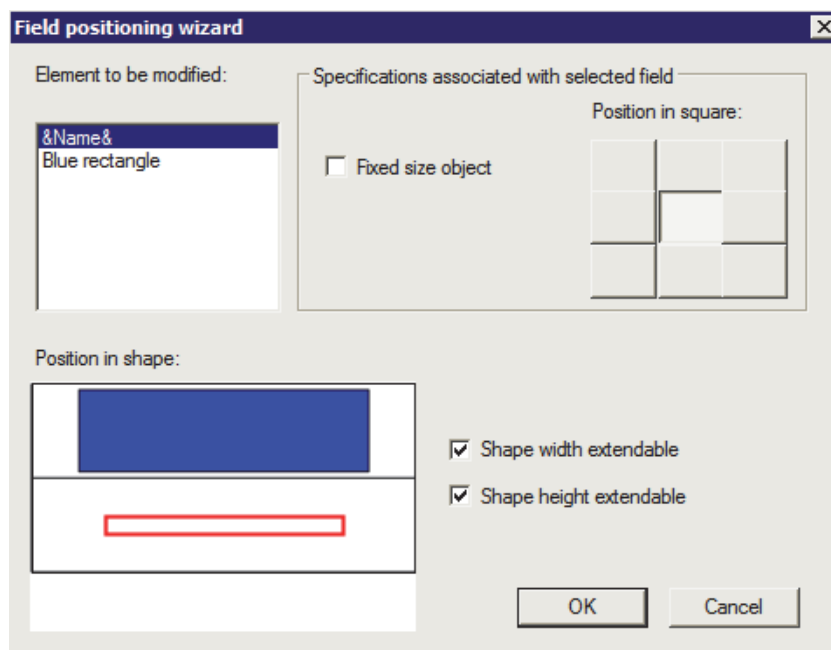 Field positioning wizard
Element to be modified:
&Name&
Blue rectangle
Specifications associated with selected field
Position in square:
Fixed size object
Position in shape:
Shape width extendable
Shape height extendable
OK
Cancel